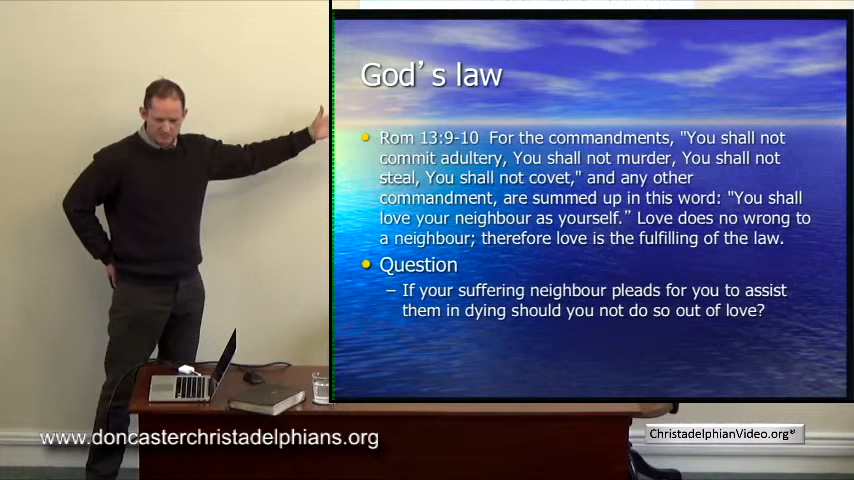 God's law
Rom 13:9-10 For the commandments, "You shall not
commit adultery, You shall not murder, You shall not
steal, You shall not covet," and any other
commandment, are summed up in this word: "You shall
love your neighbour as yourself." Love does no wrong to
a neighbour; therefore love is the fulfilling of the law.
Question
– If your suffering neighbour pleads for you to assist
them in dying should you not do so out of love?
www.doncasterchristadelphians.org
ChristadelphianVideo.org®